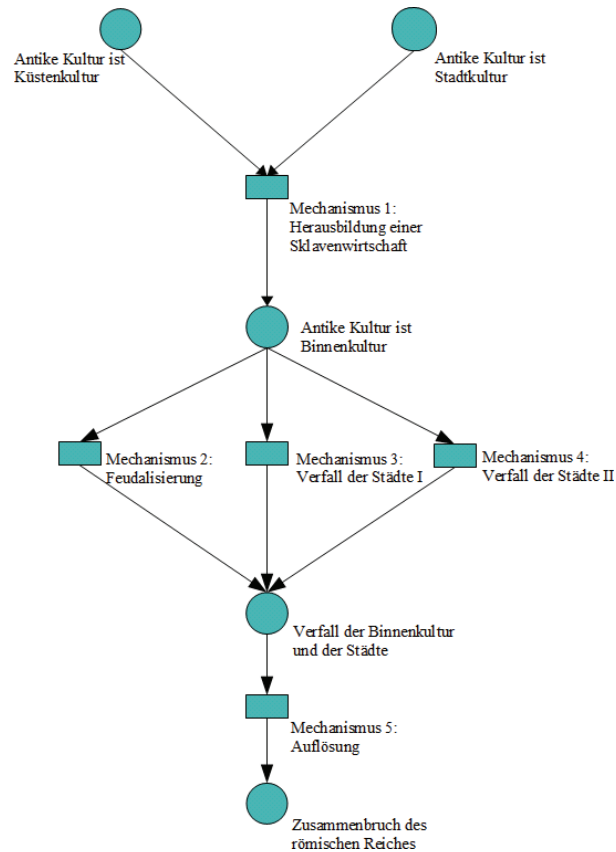 Antike Kultur ist
Küstenkultur
Antike Kultur ist
Stadtkultur
Mechanismus 1:
Herausbildung einer
Sklavenwirtschaft
Antike Kultur ist
Binnenkultur
Mechanismus 2:
Feudalisierung
Mechanismus 3:
Verfall der Städte I
Mechanismus 4:
Verfall der Städte II
Verfall der Binnenkultur
und der Städte
Mechanismus 5:
Auflösung
Zusammenbruch des
römischen Reiches